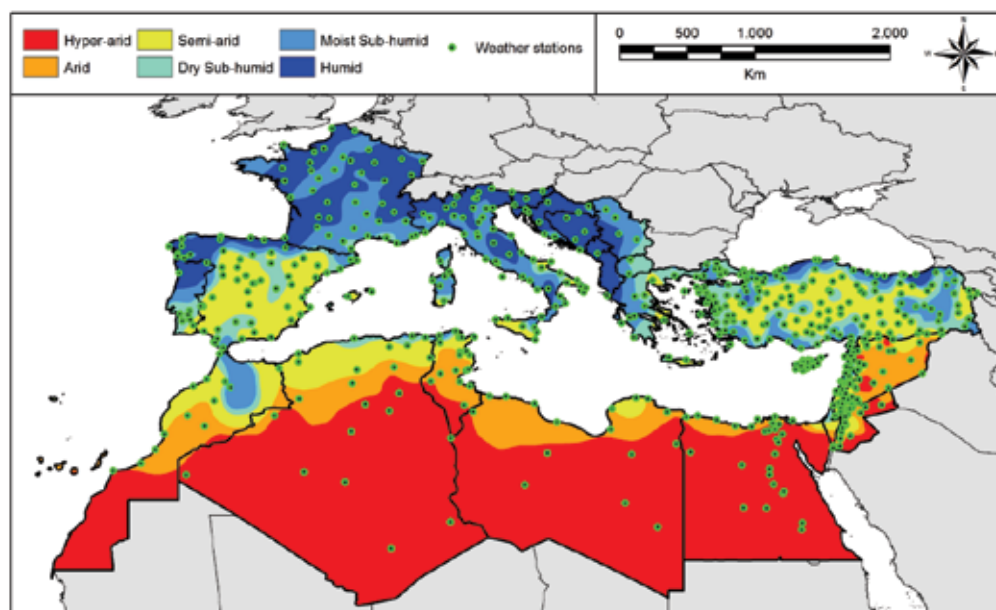 Hyper-arid Semi-arid Moist Sub-humid Weather stations
Arid Dry Sub-humid Humid
0 500 1.000 2.000
Km
N
W
E
S